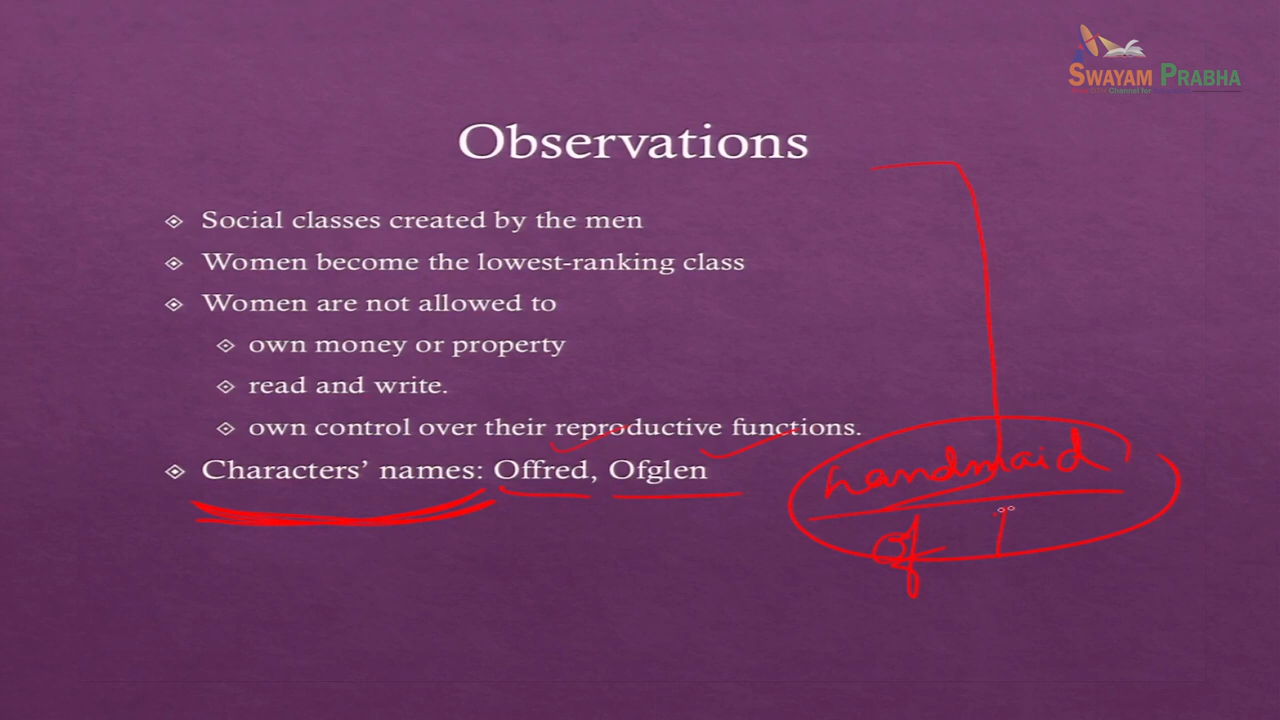 SWAYAM PRABHA
Observations
Social classes created by the men
Women become the lowest-ranking class
Women are not allowed to
own money or property
read and write.
own control over their reproductive functions.
Characters’ names: Offred, Ofglen
handmaid
of